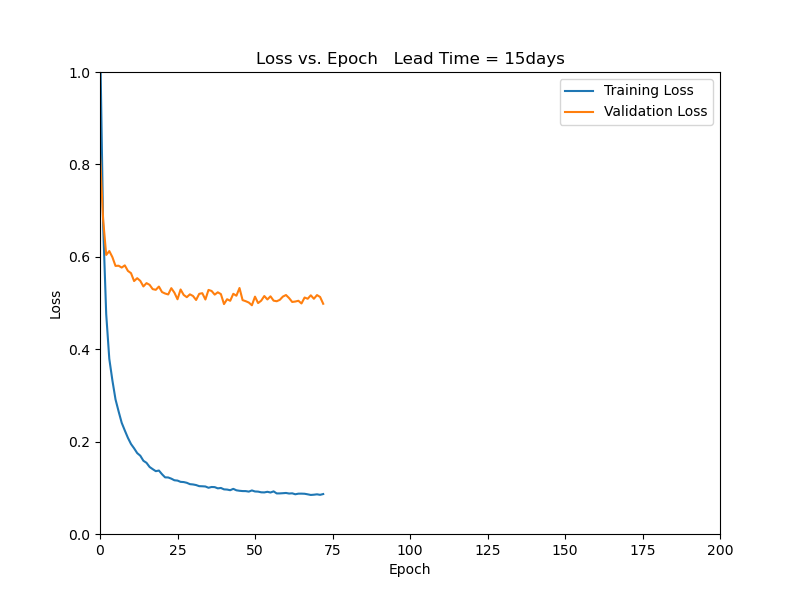 Loss vs. Epoch   Lead Time = 15days
Training Loss
Validation Loss
1.0
0.8
0.6
0.4
0.2
0.0
Loss
0 25 50 75 100 125 150 175 200
Epoch